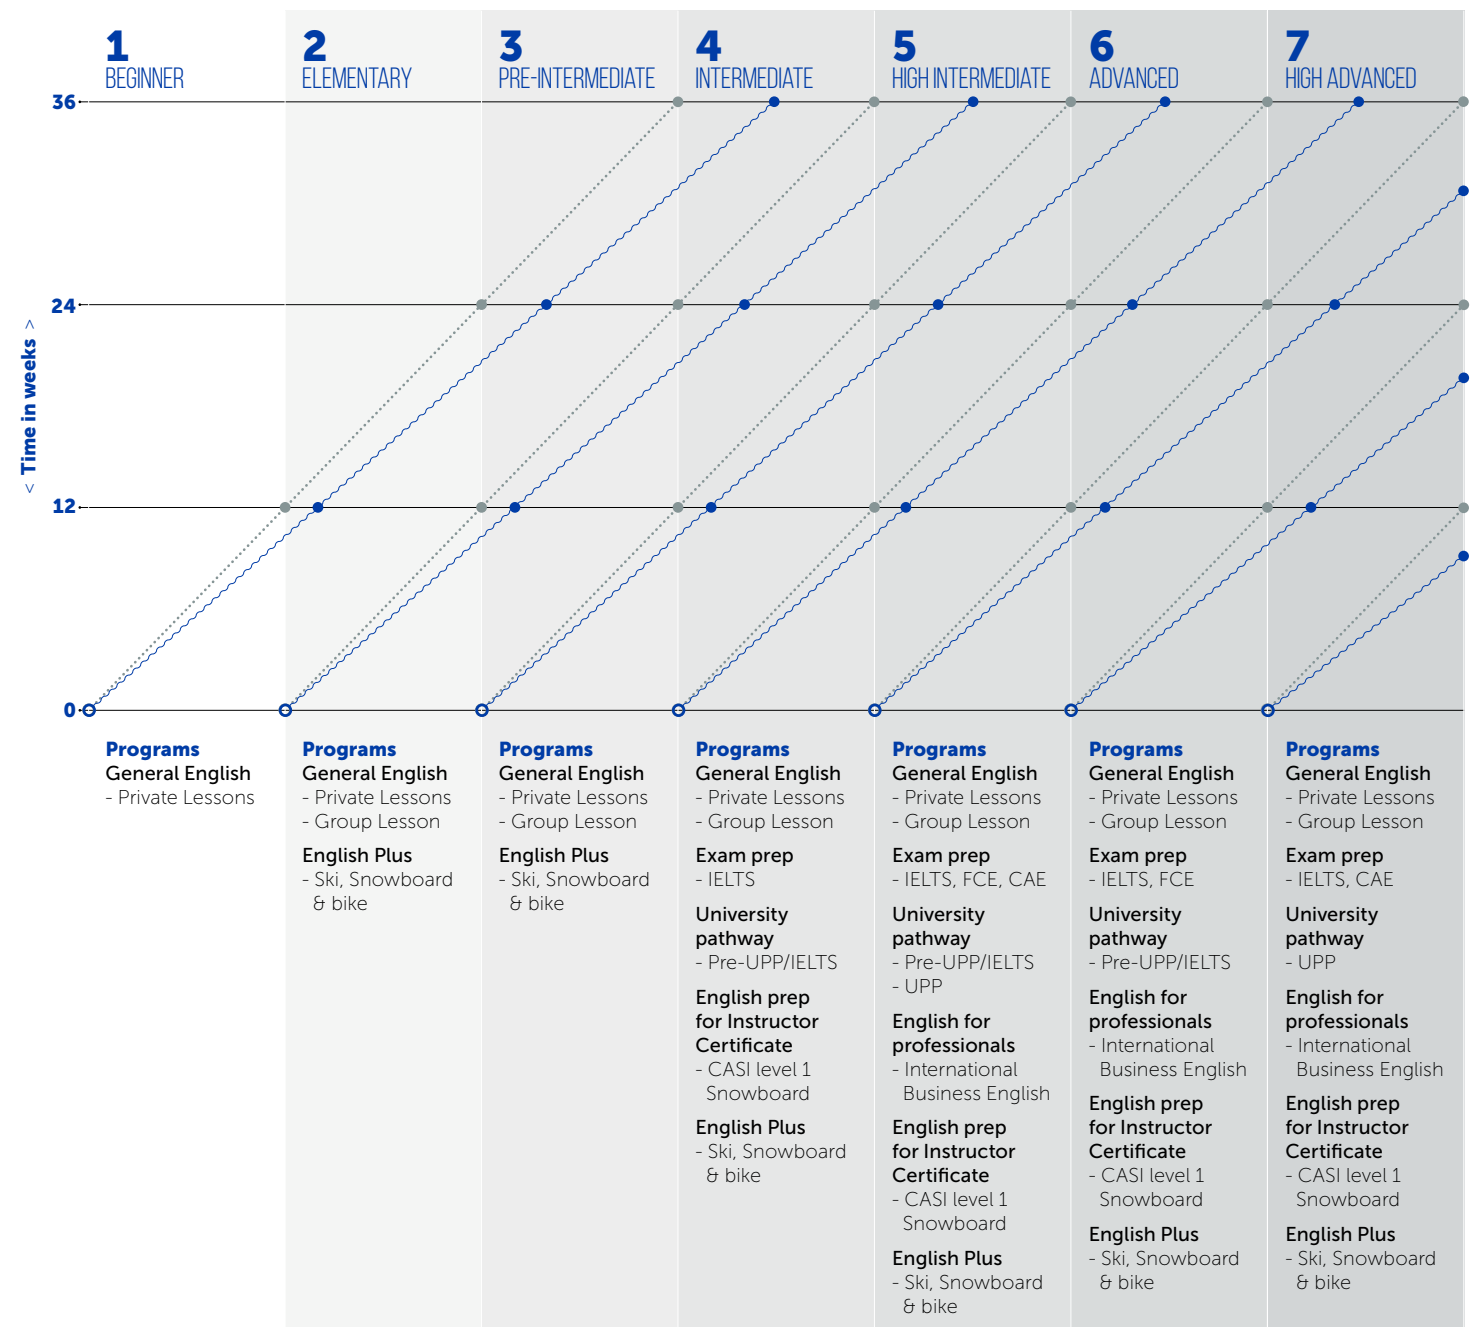 1
BEGINNER
2
ELEMENTARY
3
PRE-INTERMEDIATE
4
INTERMEDIATE
5
HIGH INTERMEDIATE
6
ADVANCED
7
HIGH ADVANCED
36
24
12
0
< Time in weeks >
Programs
General English
- Private Lessons
Programs
General English
- Private Lessons
- Group Lesson
English Plus
- Ski, Snowboard
& bike
Programs
General English
- Private Lessons
- Group Lesson
English Plus
- Ski, Snowboard
& bike
Programs
General English
- Private Lessons
- Group Lesson
Exam prep
- IELTS
University
pathway
- Pre-UPP/IELTS
English prep
for Instructor
Certificate
- CASI level 1
Snowboard
English Plus
- Ski, Snowboard
& bike
Programs
General English
- Private Lessons
- Group Lesson
Exam prep
- IELTS, FCE, CAE
University
pathway
- Pre-UPP/IELTS
- UPP
English for
professionals
- International
Business English
English prep
for Instructor
Certificate
- CASI level 1
Snowboard
English Plus
- Ski, Snowboard
& bike
Programs
General English
- Private Lessons
- Group Lesson
Exam prep
- IELTS, FCE
University
pathway
- Pre-UPP/IELTS
English for
professionals
- International
Business English
English prep
for Instructor
Certificate
- CASI level 1
Snowboard
English Plus
- Ski, Snowboard
& bike
Programs
General English
- Private Lessons
- Group Lesson
Exam prep
- IELTS, CAE
University
pathway
- UPP
English for
professionals
- International
Business English
English prep
for Instructor
Certificate
- CASI level 1
Snowboard
English Plus
- Ski, Snowboard
& bike